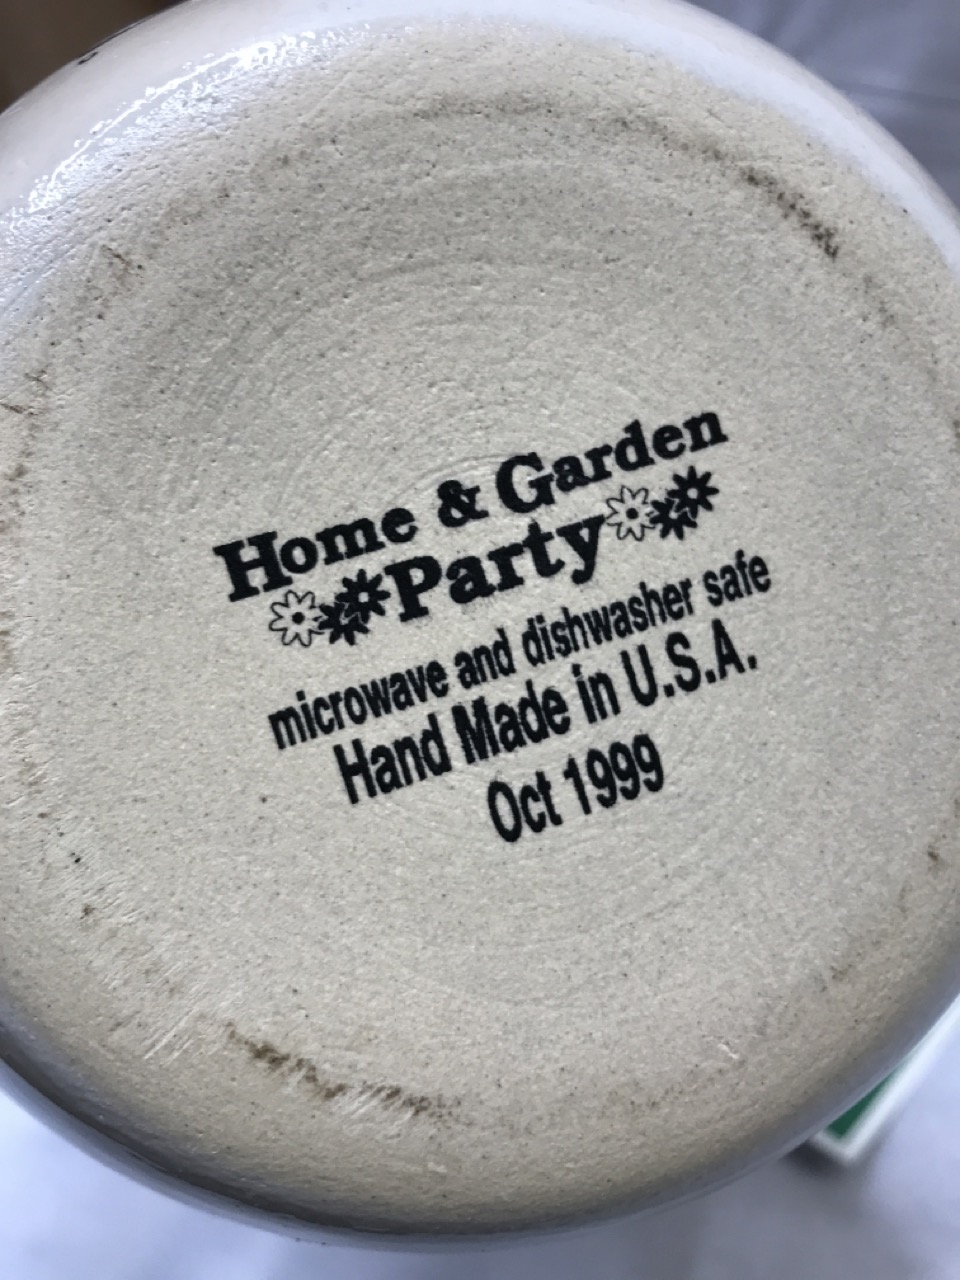 Home & Garden
Party
microwave and dishwasher safe
Hand Made in U.S.A.
Oct 1999